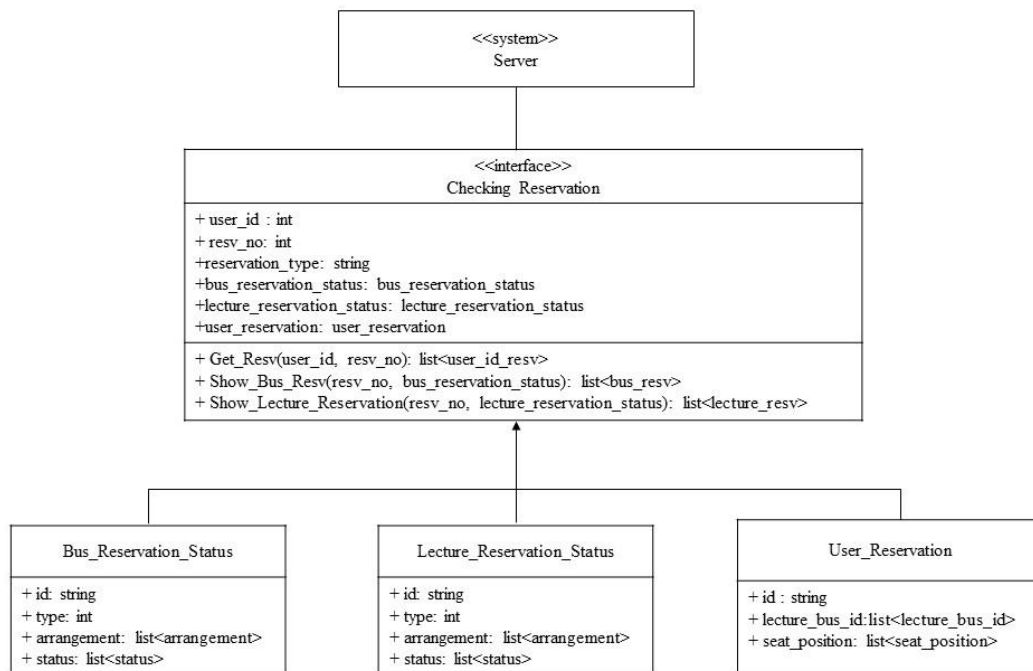 <<system>>
Server
<<interface>>
Checking Reservation
+ user_id : int
+ resv_no: int
+reservation_type: string
+bus_reservation_status: bus_reservation_status
+lecture_reservation_status: lecture_reservation_status
+user_reservation: user_reservation
+ Get_Resv(user_id, resv_no): list<user_id_resv>
+ Show_Bus_Resv(resv_no, bus_reservation_status): list<bus_resv>
+ Show_Lecture_Reservation(resv_no, lecture_reservation_status): list<lecture_resv>
Bus_Reservation_Status
+ id: string
+ type: int
+ arrangement: list<arrangement>
+ status: list<status>
Lecture_Reservation_Status
+ id: string
+ type: int
+ arrangement: list<arrangement>
+ status: list<status>
User_Reservation
+ id : string
+ lecture_bus_id:list<lecture_bus_id>
+ seat_position: list<seat_position>